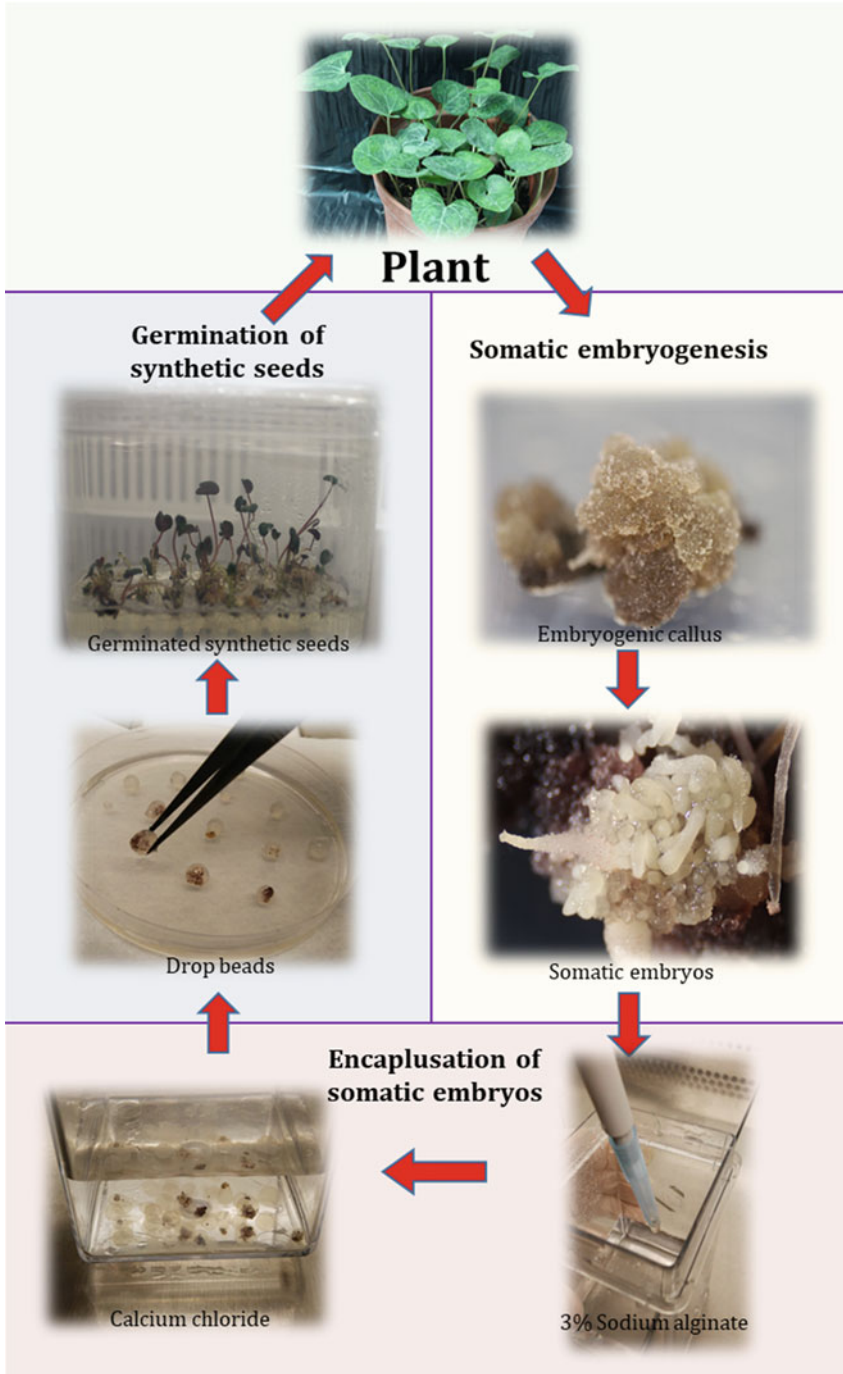 Plant
Germination of
synthetic seeds
Germinated synthetic seeds
Drop beads
Somatic embryogenesis
Embryogenic callus
Somatic embryos
Encaplusation of
somatic embryos
Calcium chloride
3% Sodium alginate